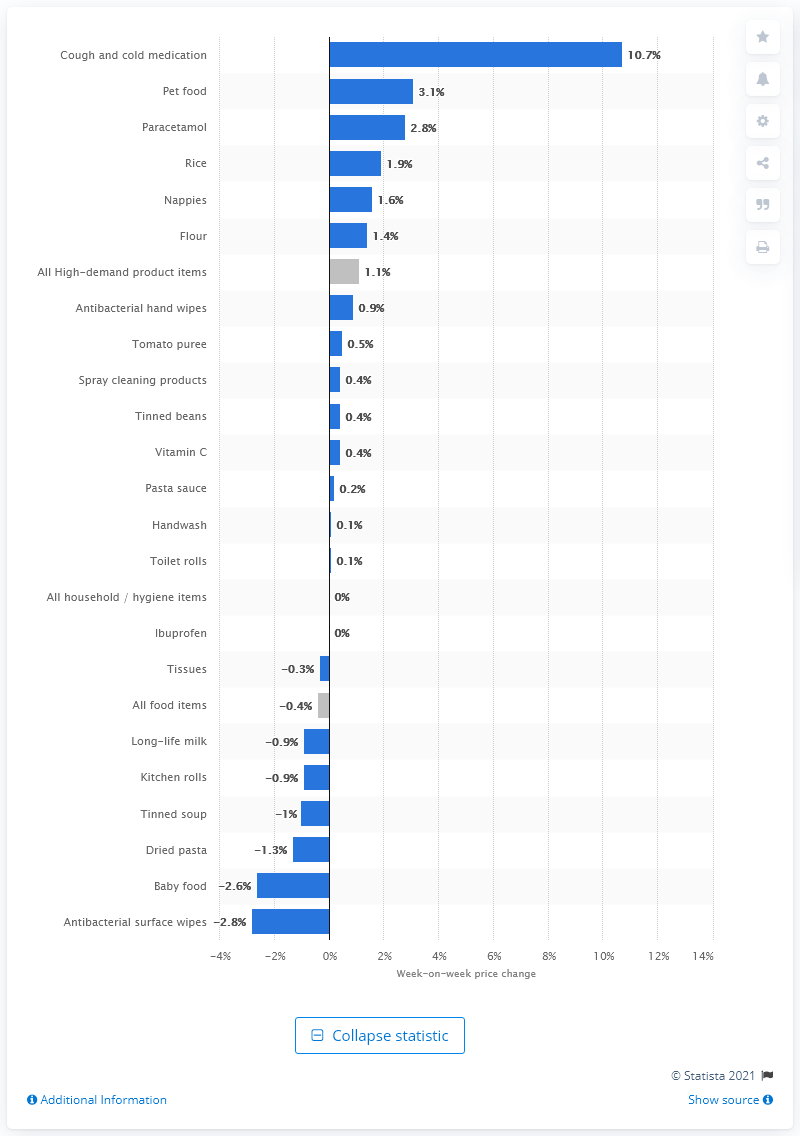 Cough and cold medication 10.7%
Pet food 3.1%
Paracetamol 2.8%
Rice 1.9%
Nappies 1.6%
Flour 1.4%
All High-demand product items 1.1%
Antibacterial hand wipes 0.9%
Tomato puree 0.5%
Spray cleaning products 0.4%
Tinned beans 0.4%
Vitamin C 0.4%
Pasta sauce 0.2%
Handwash 0.1%
Toilet rolls 0.1%
All household / hygiene items 0%
Ibuprofen 0%
Tissues -0.3%
All food items -0.4%
Long-life milk -0.9%
Kitchen rolls -0.9%
Tinned soup -1%
Dried pasta -1.3%
Baby food -2.6%
Antibacterial surface wipes -2.8%
-4% -2% 0% 2% 4% 6% 8% 10% 12% 14%
Week-on-week price change
Collapse statistic
© Statista 2021
Additional Information Show source